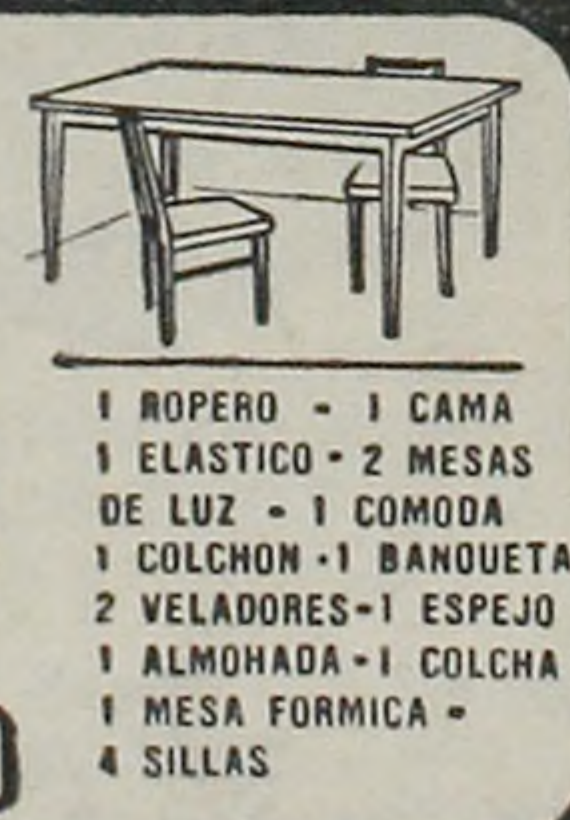 1 ROPERO - 1 CAMA
1 ELASTICO - 2 MESAS
DE LUZ - 1 COMODA
1 COLCHON - 1 BANQUETA
2 VELADORES - 1 ESPEJO
1 ALMOHADA - 1 COLCHA
1 MESA FORMICA -
4 SILLAS